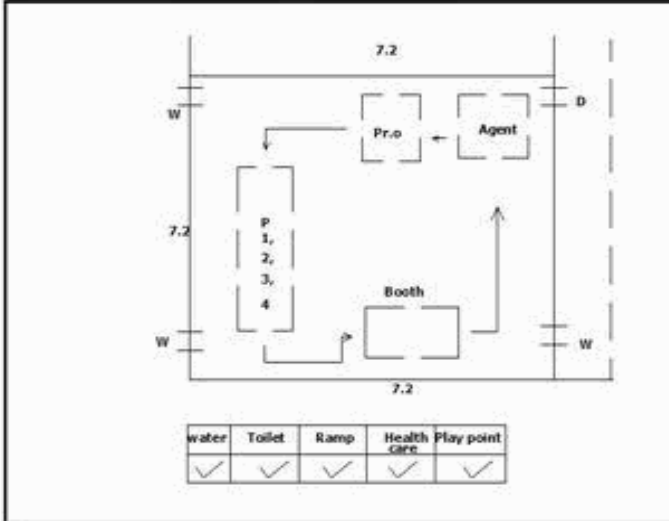 7.2
W
D
Pr.o
Agent
7.2
P
1,
2,
3,
4
Booth
W
W
7.2
water Toilet Ramp Health care Play point